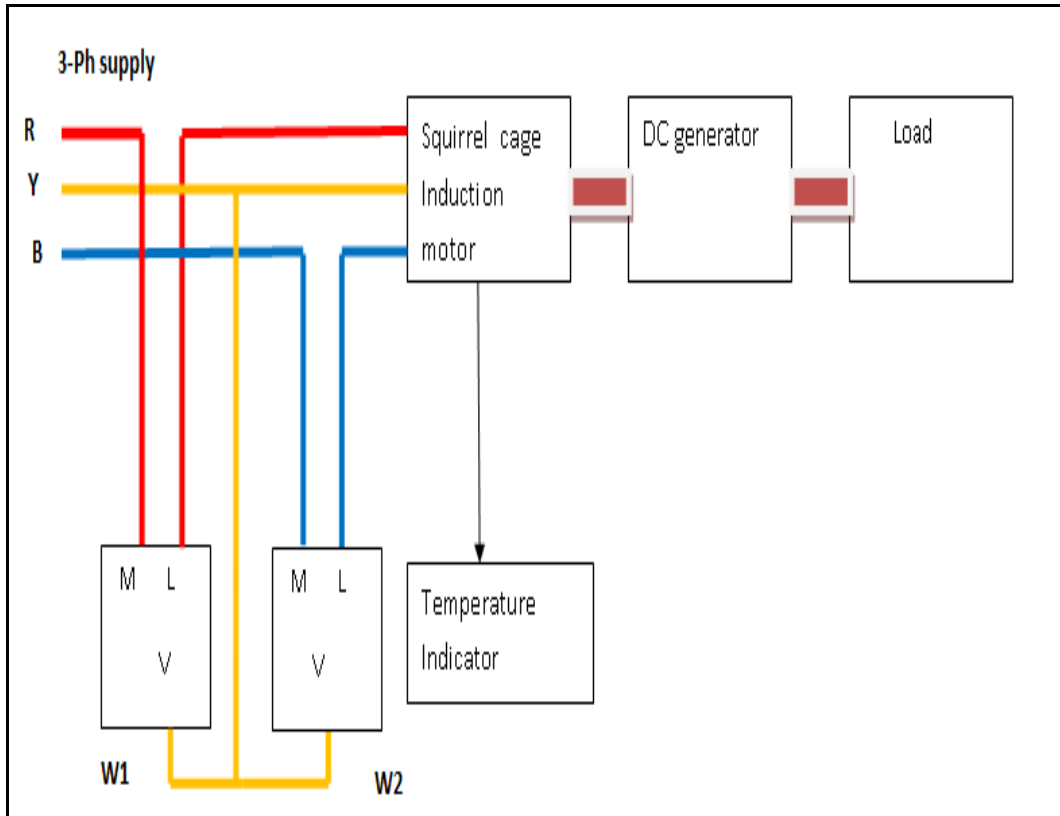 3-Ph supply
R
Y
B
Squirrel cage
Induction
motor
DC generator
Load
M L
V
M L
V
Temperature
Indicator
W1
W2